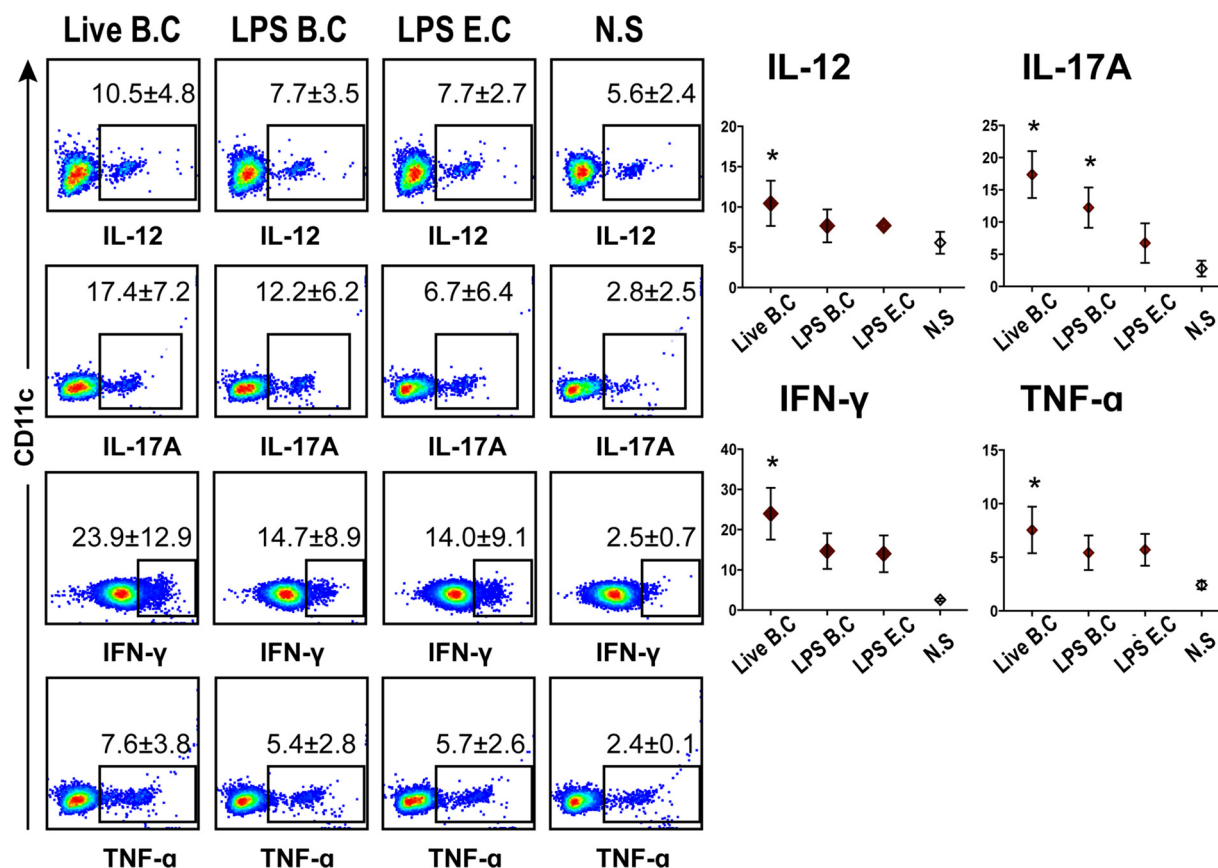 Live B.C LPS B.C LPS E.C N.S
CD11c
10.5±4.8 7.7±3.5 7.7±2.7 5.6±2.4
IL-12 IL-12 IL-12 IL-12
17.4±7.2 12.2±6.2 6.7±6.4 2.8±2.5
IL-17A IL-17A IL-17A IL-17A
23.9±12.9 14.7±8.9 14.0±9.1 2.5±0.7
IFN-γ IFN-γ IFN-γ IFN-γ
7.6±3.8 5.4±2.8 5.7±2.6 2.4±0.1
TNF-α TNF-α TNF-α TNF-α
IL-12
20
15
10
5
0
*
Live B.C LPS B.C LPS E.C N.S
IL-17A
25
20
15
10
5
0
* *
Live B.C LPS B.C LPS E.C N.S
IFN-γ
40
30
20
10
0
*
Live B.C LPS B.C LPS E.C N.S
TNF-α
15
10
5
0
*
Live B.C LPS B.C LPS E.C N.S